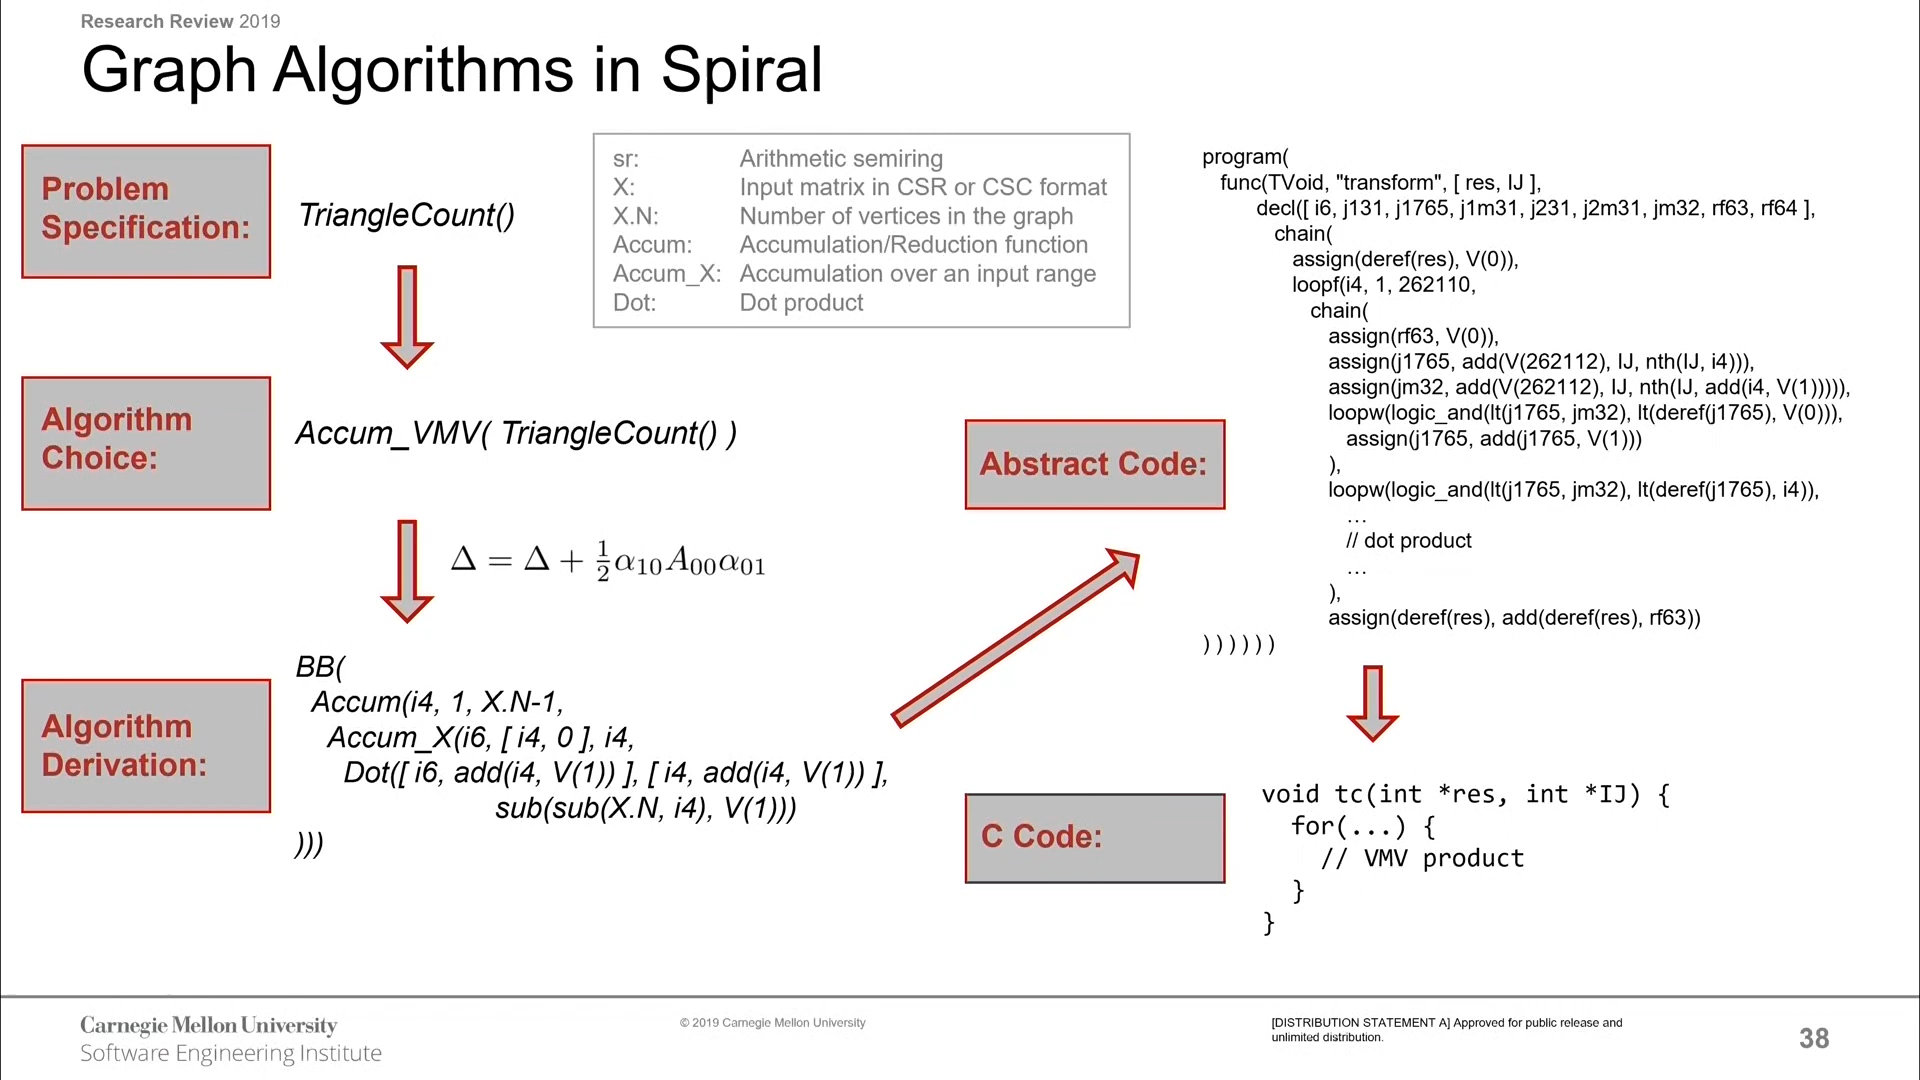 Research Review 2019
Graph Algorithms in Spiral
Problem
Specification:
TriangleCount()
sr: Arithmetic semiring
X: Input matrix in CSR or CSC format
X.N: Number of vertices in the graph
Accum: Accumulation/Reduction function
Accum_X: Accumulation over an input range
Dot: Dot product
Algorithm
Choice:
Accum_VMV( TriangleCount() )
Δ = Δ + ½α₁₀A₀₀α₀₁
Algorithm
Derivation:
BB(
Accum(i4, 1, X.N-1,
Accum_X(i6, [ i4, 0 ], i4,
Dot([ i6, add(i4, V(1)) ], [ i4, add(i4, V(1)) ],
sub(sub(X.N, i4), V(1)))
)))
Abstract Code:
program(
func(TVoid, "transform", [ res, IJ ],
decl([ i6, j131, j1765, j1m31, j231, j2m31, jm32, rf63, rf64 ],
chain(
assign(deref(res), V(0)),
loopf(i4, 1, 262110,
chain(
assign(rf63, V(0)),
assign(j1765, add(V(262112), IJ, nth(IJ, i4))),
assign(jm32, add(V(262112), IJ, nth(IJ, add(i4, V(1))))),
loopw(logic_and(lt(j1765, jm32), lt(deref(j1765), V(0))),
assign(j1765, add(j1765, V(1)))
),
loopw(logic_and(lt(j1765, jm32), lt(deref(j1765), i4)),
…
// dot product
…
),
assign(deref(res), add(deref(res), rf63))
) ) ) ) ) )
C Code:
void tc(int *res, int *IJ) {
for(...) {
// VMV product
}
}
Carnegie Mellon University
Software Engineering Institute
© 2019 Carnegie Mellon University
[DISTRIBUTION STATEMENT A] Approved for public release and
unlimited distribution.
38